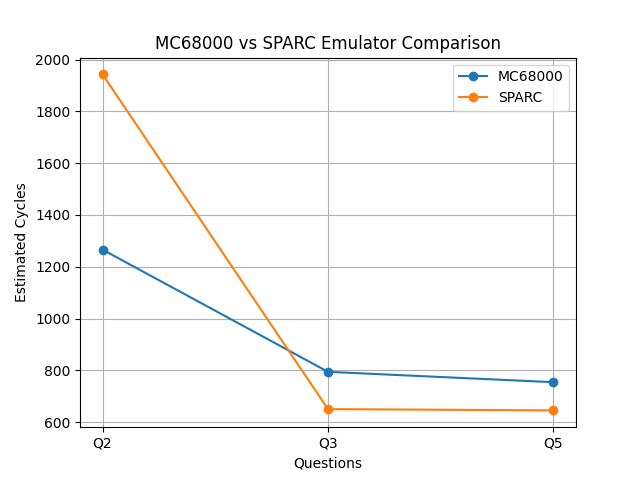 MC68000 vs SPARC Emulator Comparison
MC68000
SPARC
2000
1800
1600
1400
1200
1000
800
600
Estimated Cycles
Q2 Q3 Q5
Questions